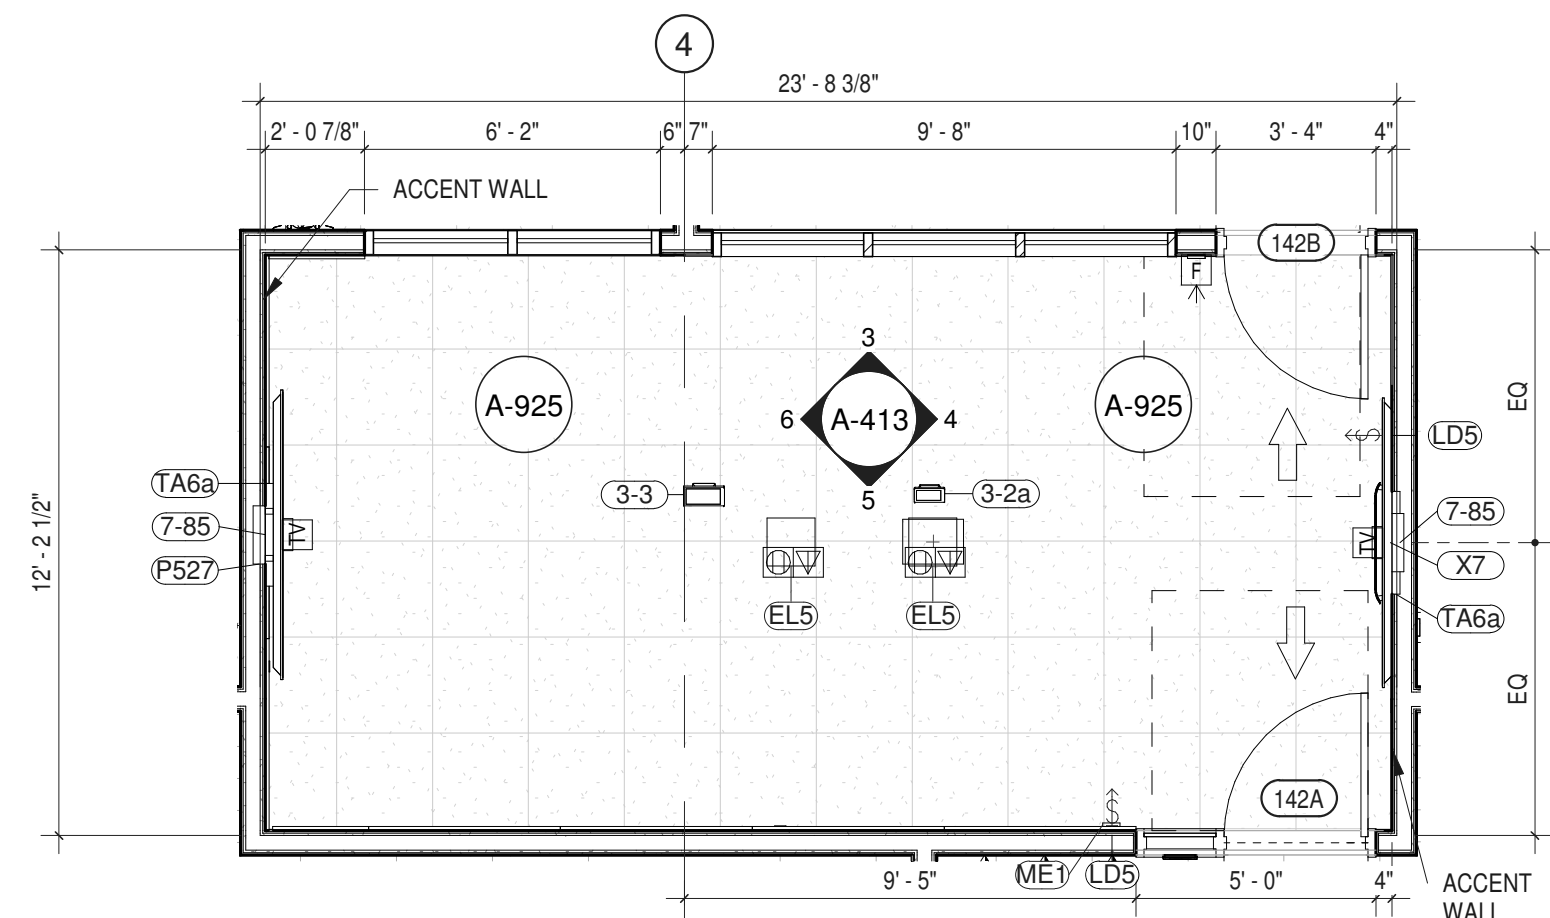 4
23' - 8 3/8"
2' - 0 7/8"
6' - 2"
6"
7"
9' - 8"
10"
3' - 4"
4"
ACCENT WALL
142B
F
3
A-925
6
A-413
4
A-925
5
EQ
LD5
TA6a
3-3
3-2a
7-85
7-85
TV
TV
P527
X7
12' - 2 1/2"
EL5
EL5
TA6a
EQ
142A
S
S
ME1
LD5
9' - 5"
5' - 0"
4"
ACCENT
WALL